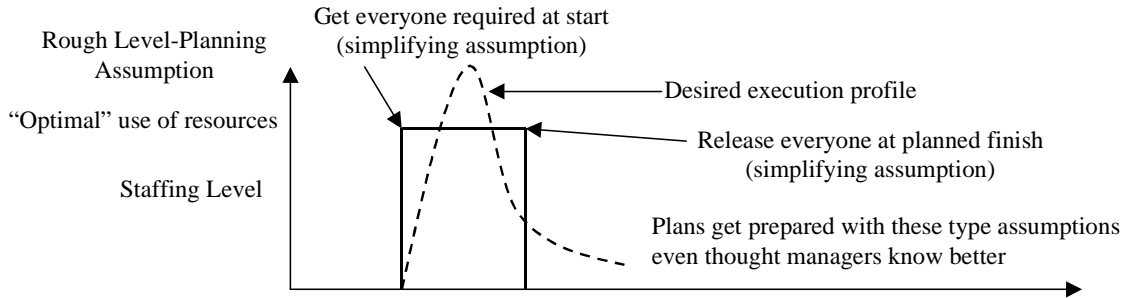 Get everyone required at start
(simplifying assumption)
Rough Level-Planning
Assumption
Desired execution profile
“Optimal” use of resources
Release everyone at planned finish
(simplifying assumption)
Staffing Level
Plans get prepared with these type assumptions
even thought managers know better